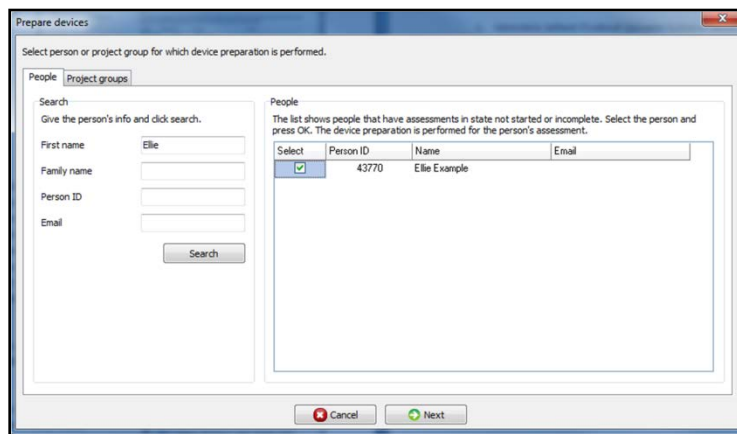 Prepare devices
Select person or project group for which device preparation is performed.
People
Project groups
Search
Give the person's info and click search.
First name
Ellie
Family name
Person ID
Email
Search
People
The list shows people that have assessments in state not started or incomplete. Select the person and
press OK. The device preparation is performed for the person's assessment.
Select Person ID Name Email
43770 Ellie Example
Cancel
Next